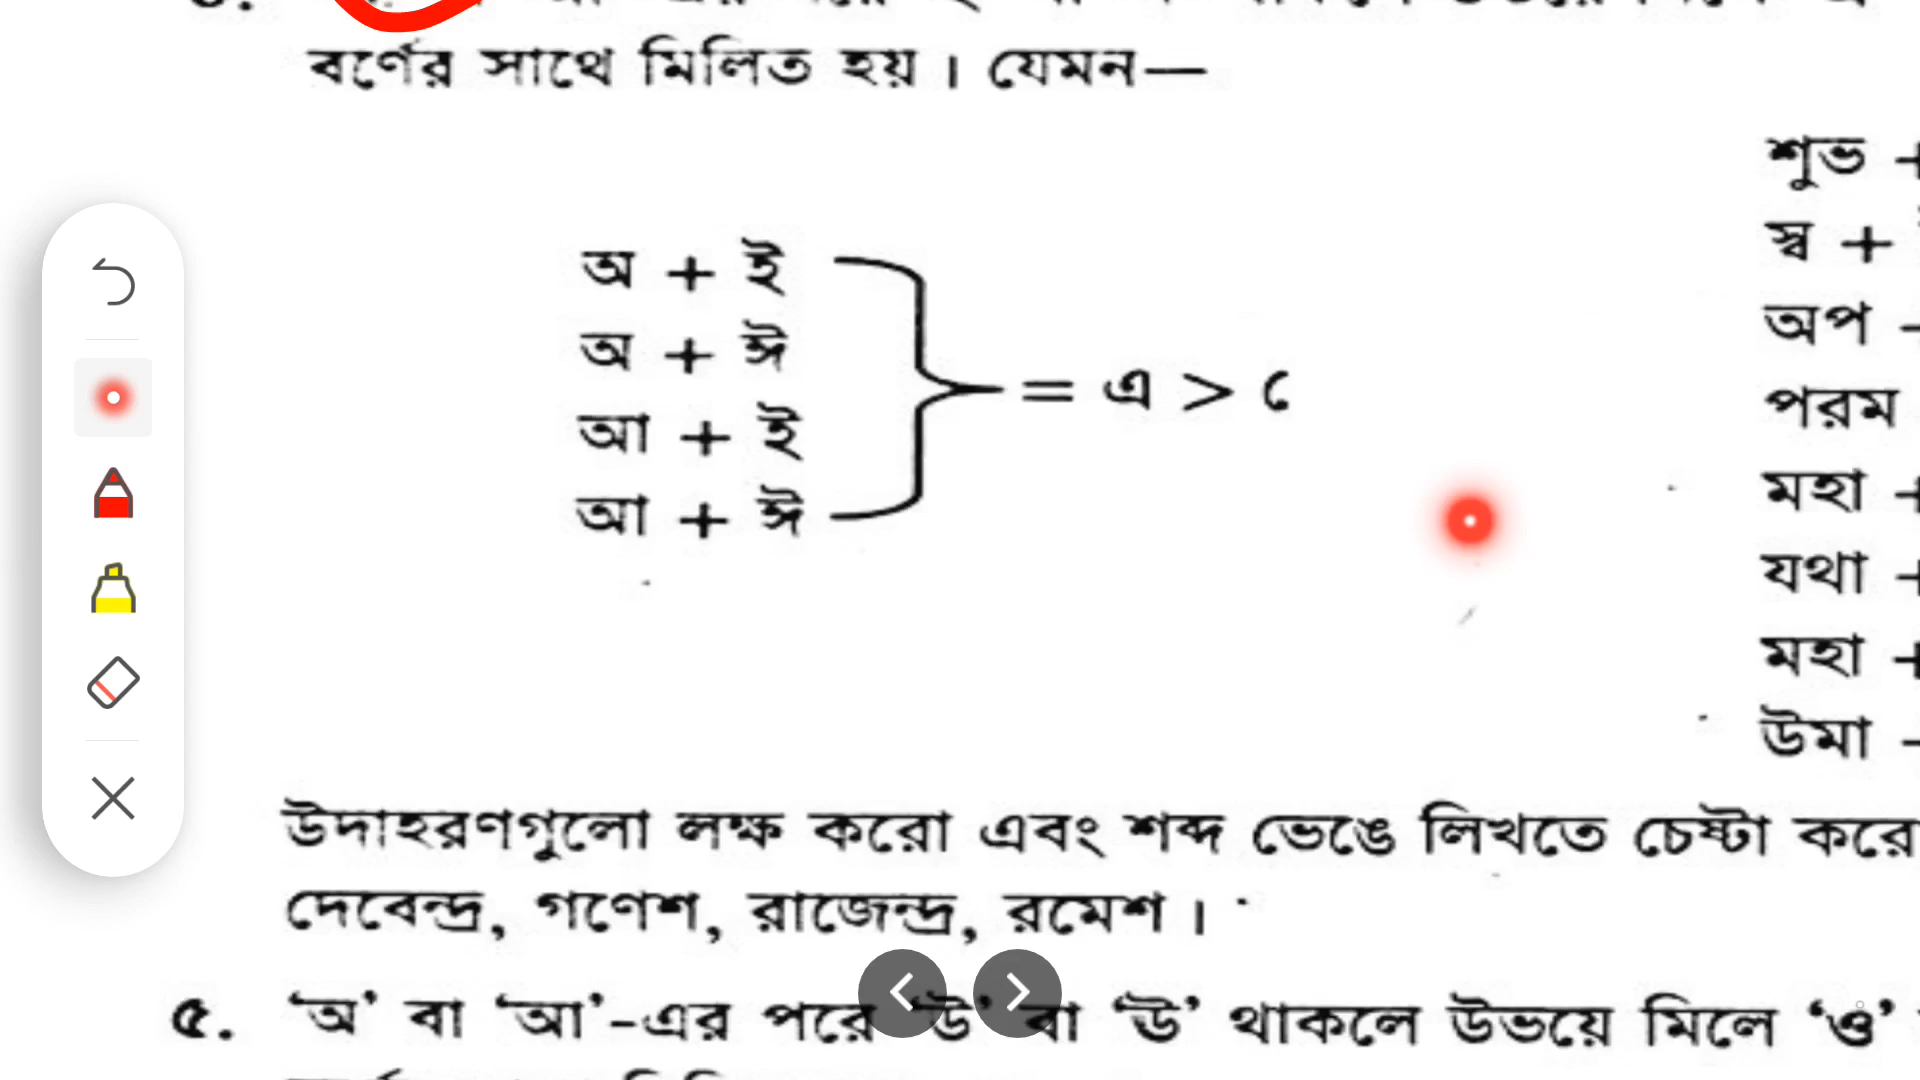 বর্ণের সাথে মিলিত হয়। যেমন—
অ + ই
অ + ঈ
আ + ই
আ + ঈ
= এ > ে
শুভ +
স্ব +
অপ -
পরম
মহা +
যথা +
মহা +
উমা -
উদাহরণগুলো লক্ষ করো এবং শব্দ ভেঙে লিখতে চেষ্টা করে
দেবেন্দ্র, গণেশ, রাজেন্দ্র, রমেশ।
৫. ‘অ’ বা ‘আ’-এর পরে ‘উ’ বা ‘ঊ’ থাকলে উভয়ে মিলে ‘ও’